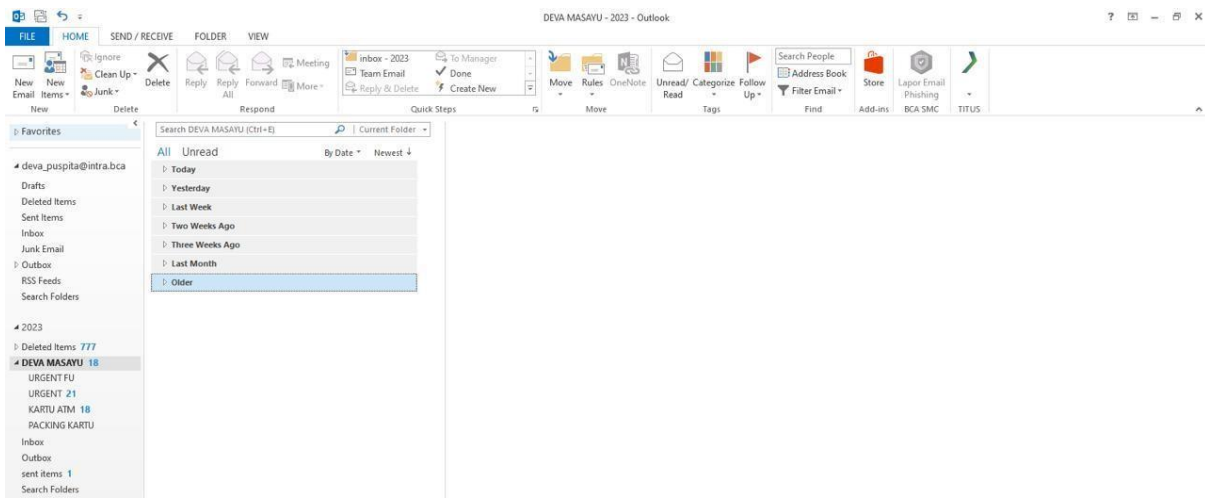 DEVA MASAYU - 2023 - Outlook
FILE HOME SEND / RECEIVE FOLDER VIEW
New Email
New Items
Ignore
Clean Up
Junk
Delete
Reply
Reply All
Forward
Meeting
More
inbox - 2023
Team Email
Reply & Delete
To Manager
Done
Create New
Move
Rules
OneNote
Unread/ Read
Categorize
Follow Up
Search People
Address Book
Filter Email
Store
Lapor Email Phishing
New Delete Respond Quick Steps Move Tags Find Add-ins BCA SMC TITUS
Favorites
deva_puspita@intra.bca
Drafts
Deleted Items
Sent Items
Inbox
Junk Email
Outbox
RSS Feeds
Search Folders
2023
Deleted Items 777
DEVA MASAYU 18
URGENT FU
URGENT 21
KARTU ATM 18
PACKING KARTU
Inbox
Outbox
sent items 1
Search Folders
Search DEVA MASAYU (Ctrl+E) Current Folder
All Unread By Date Newest
Today
Yesterday
Last Week
Two Weeks Ago
Three Weeks Ago
Last Month
Older